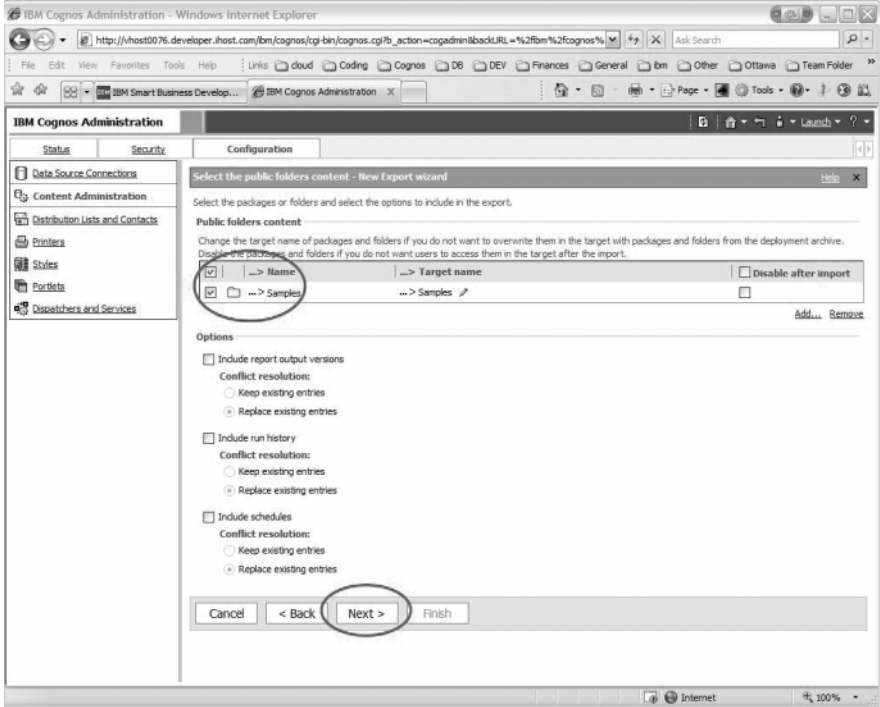 IBM Cognos Administration - Windows Internet Explorer
http://vhost0076.developer.ihost.com/ibm/cognos/cgi-bin/cognos.cgi?b_action=cogadmin&backURL=%2fibm%2fcognos%
Ask Search
File Edit View Favorites Tools Help Links cloud Coding Cognos DB DEV Finances General ibm Other Ottawa Team Folder
IBM Smart Business Develop... IBM Cognos Administration X Page Tools
IBM Cognos Administration Launch ?
Status Security Configuration
Data Source Connections
Content Administration
Distribution Lists and Contacts
Printers
Styles
Portlets
Dispatchers and Services
Select the public folders content - New Export wizard Help x
Select the packages or folders and select the options to include in the export.
Public folders content
Change the target name of packages and folders if you do not want to overwrite them in the target with packages and folders from the deployment archive.
Disable the packages and folders if you do not want users to access them in the target after the import.
...> Name ...> Target name Disable after import
...> Samples ...> Samples
Add... Remove
Options
Include report output versions
Conflict resolution:
Keep existing entries
Replace existing entries
Include run history
Conflict resolution:
Keep existing entries
Replace existing entries
Include schedules
Conflict resolution:
Keep existing entries
Replace existing entries
Cancel < Back Next > Finish
Internet 100%